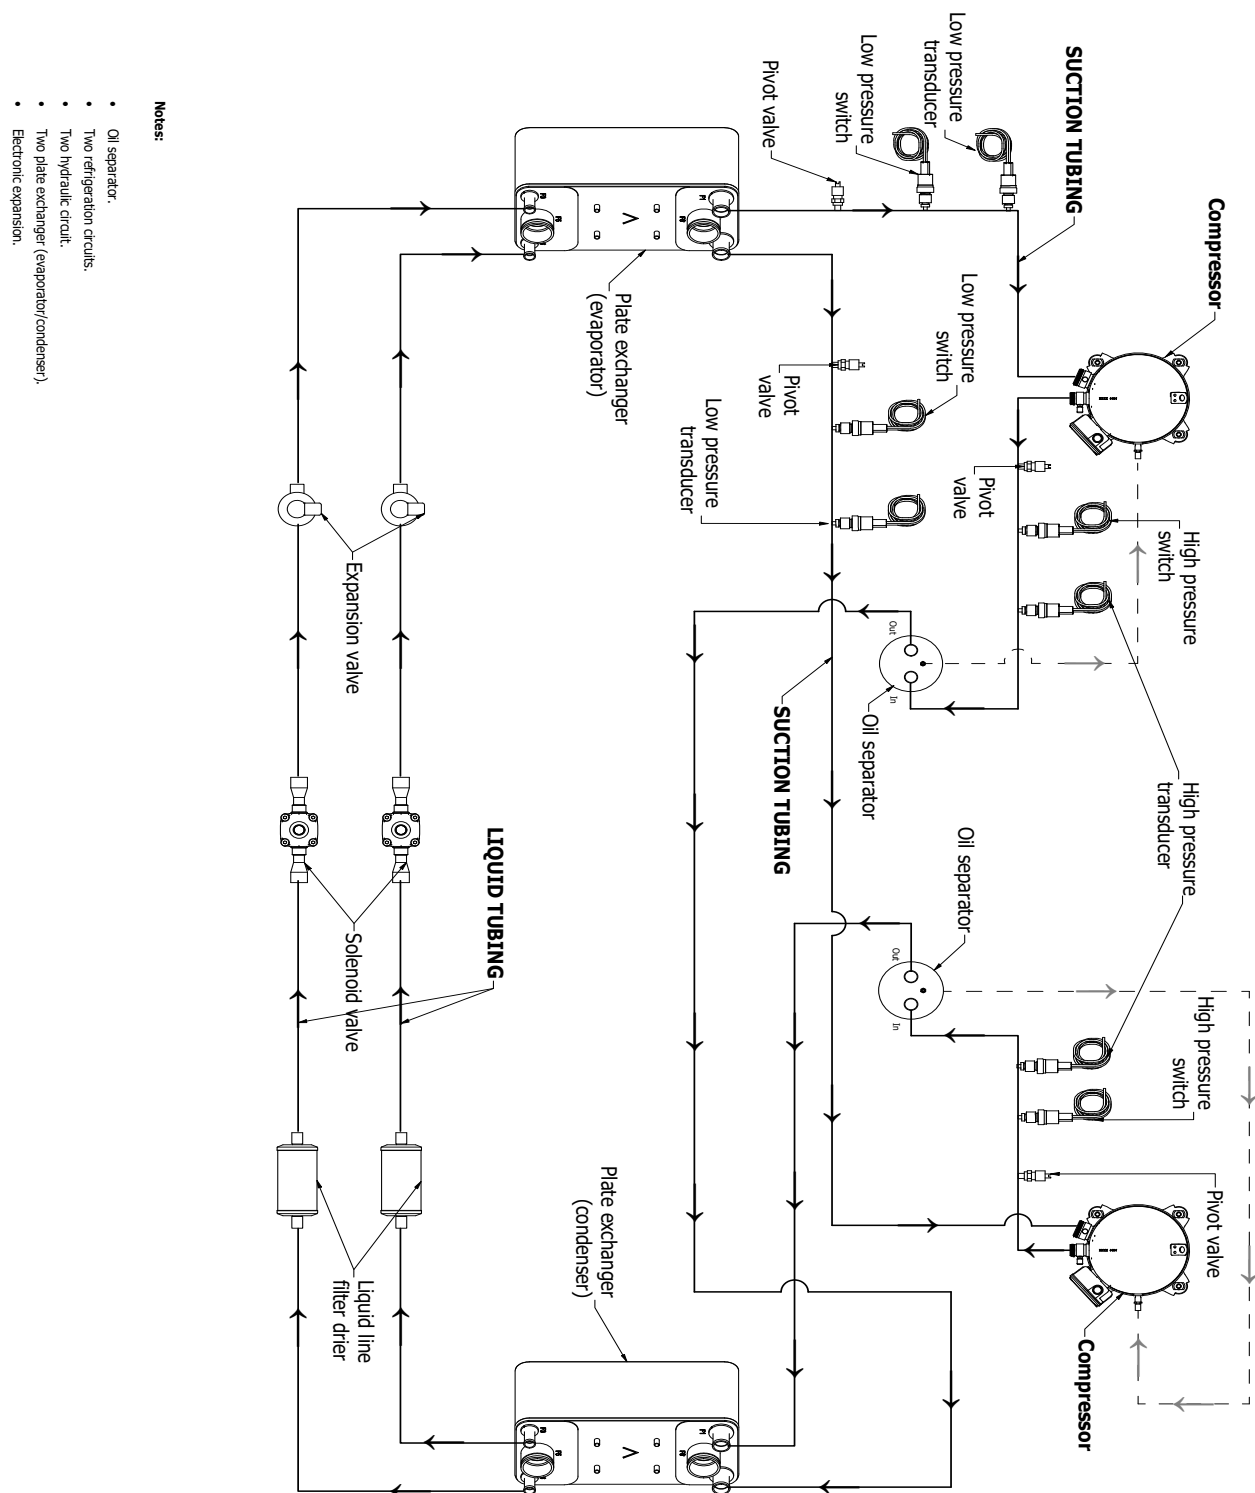 Compressor
Pivot valve
High pressure
switch
High pressure
transducer
High pressure
switch
Compressor
SUCTION TUBING
Low pressure
transducer
Pivot
valve
Low pressure
switch
Oil separator
Low pressure
switch
Out
In
Oil separator
Out
In
Pivot valve
Pivot
valve
SUCTION TUBING
Low pressure
transducer
Plate exchanger
(evaporator)
Plate exchanger
(condenser)
LIQUID TUBING
Expansion valve
Solenoid valve
Liquid line
filter drier
Notes:
• Oil separator.
• Two refrigeration circuits.
• Two hydraulic circuit.
• Two plate exchanger (evaporator/condenser).
• Electronic expansion.